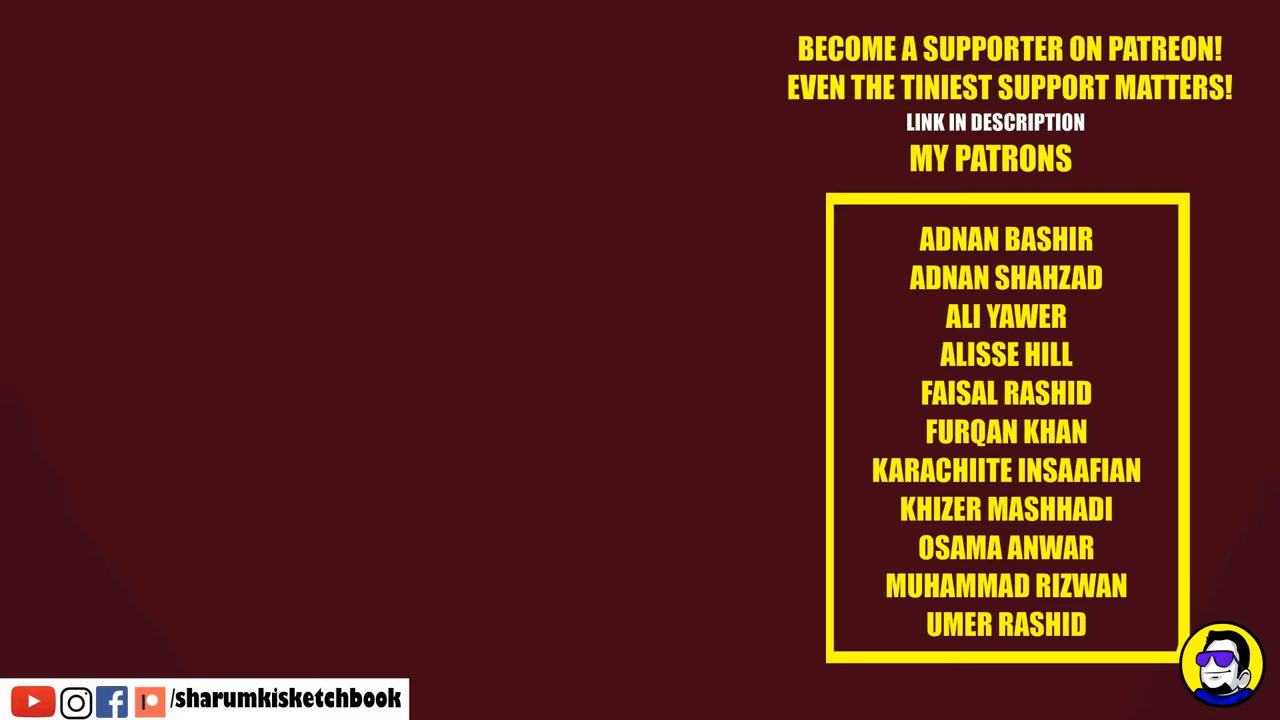 BECOME A SUPPORTER ON PATREON!
EVEN THE TINIEST SUPPORT MATTERS!
LINK IN DESCRIPTION
MY PATRONS
ADNAN BASHIR
ADNAN SHAHZAD
ALI YAWER
ALISSE HILL
FAISAL RASHID
FURQAN KHAN
KARACHIITE INSAAFIAN
KHIZER MASHHADI
OSAMA ANWAR
MUHAMMAD RIZWAN
UMER RASHID
/sharumkisketchbook